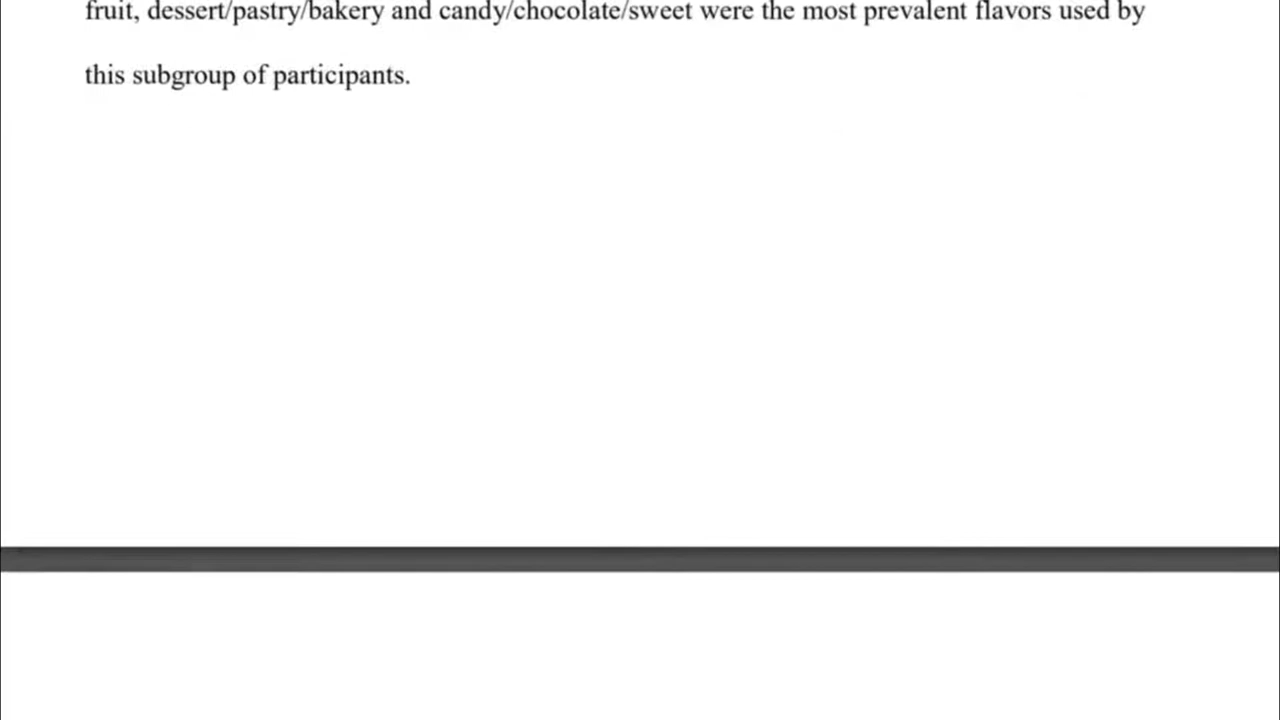 fruit, dessert/pastry/bakery and candy/chocolate/sweet were the most prevalent flavors used by
this subgroup of participants.